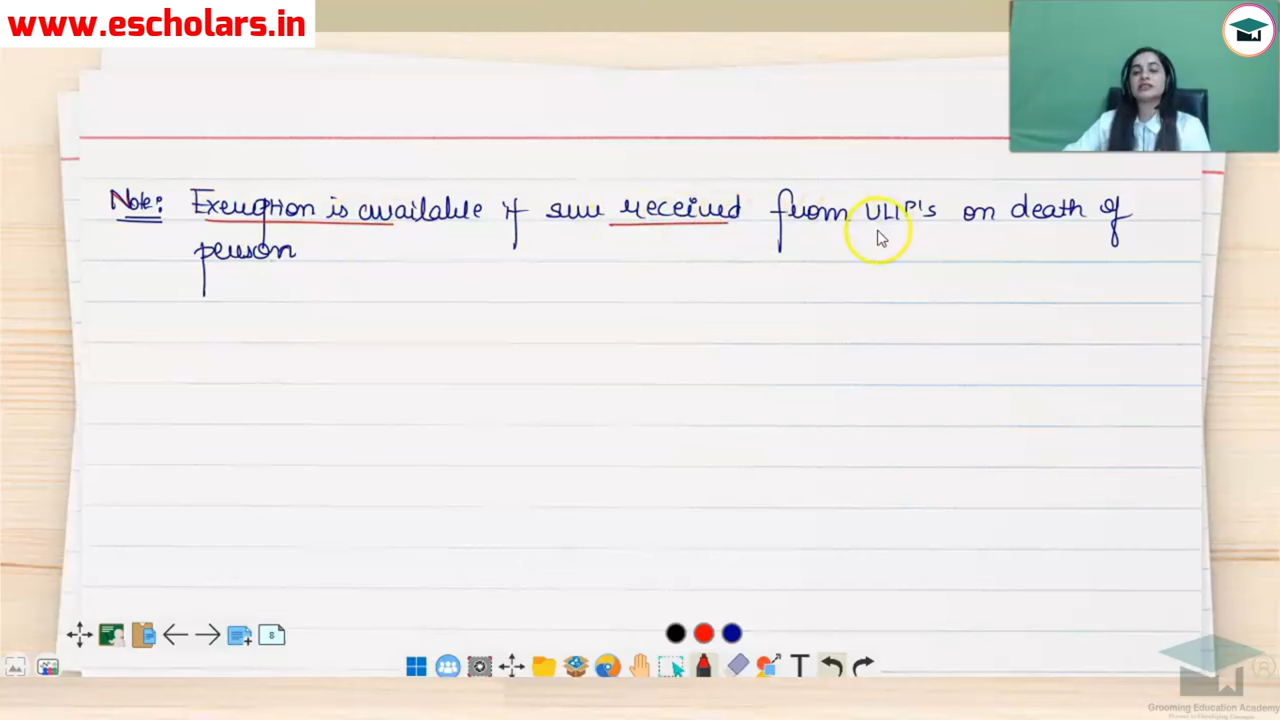 www.escholars.in
Note: Exemption is available if sum received from ULIP's on death of
person
8
T
Grooming Education Academy